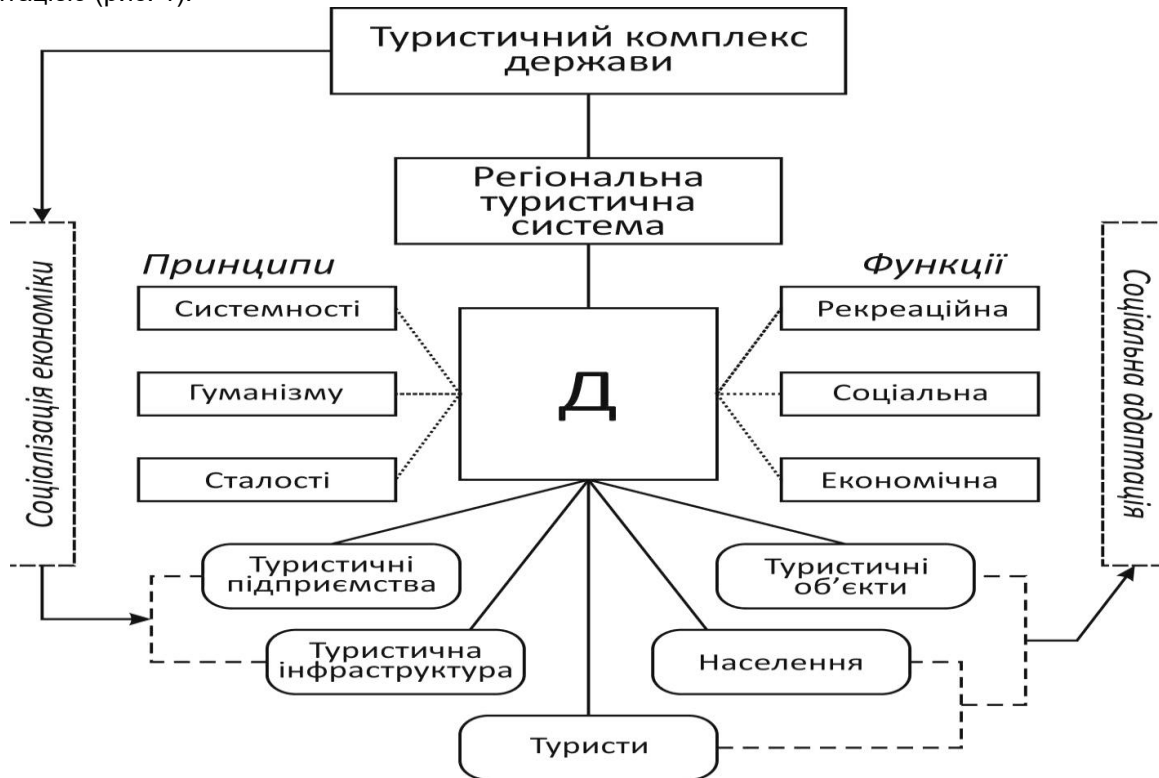 Туристичний комплекс
держави
Регіональна
туристична
система
Принципи
Функції
Системності
Гуманізму
Сталості
Д
Рекреаційна
Соціальна
Економічна
Соціалізація економіки
Соціальна адаптація
Туристичні
підприємства
Туристичні
об’єкти
Туристична
інфраструктура
Населення
Туристи